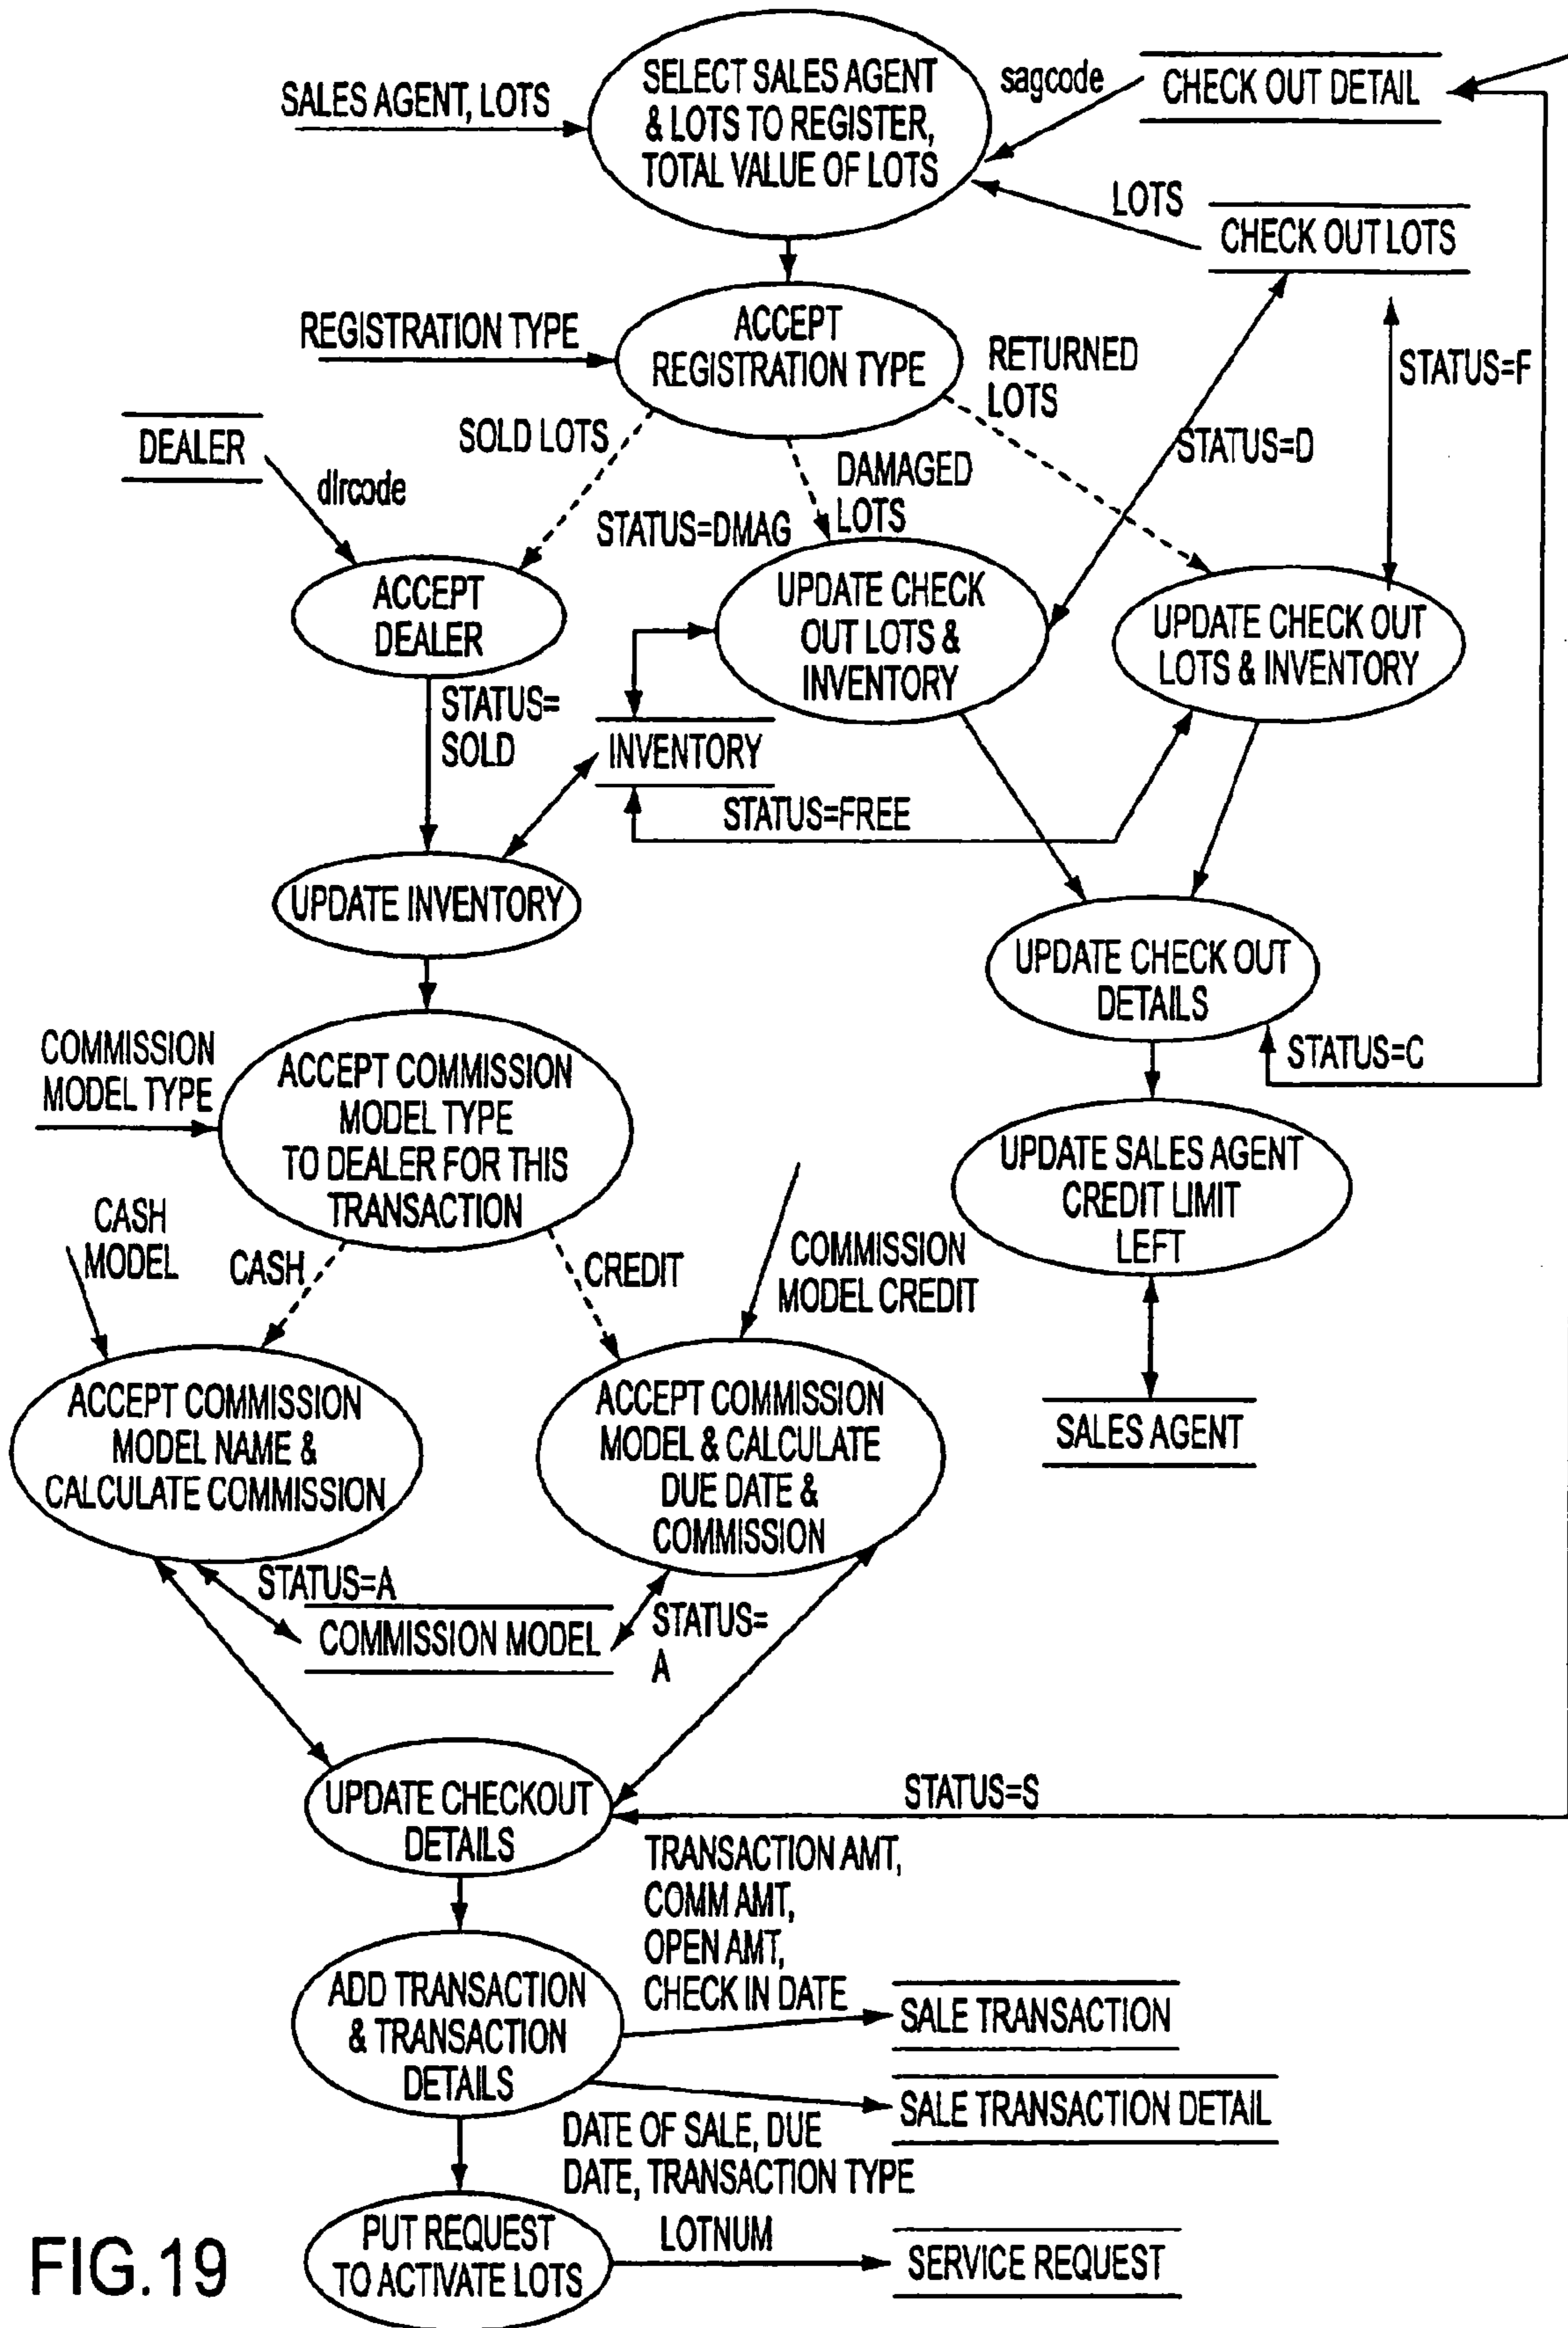 SALES AGENT, LOTS
SELECT SALES AGENT
& LOTS TO REGISTER,
TOTAL VALUE OF LOTS
sagcode
CHECK OUT DETAIL
LOTS
CHECK OUT LOTS
REGISTRATION TYPE
ACCEPT
REGISTRATION TYPE
RETURNED
LOTS
STATUS=F
DEALER
dlrcode
SOLD LOTS
DAMAGED
LOTS
STATUS=D
STATUS=DMAG
ACCEPT
DEALER
UPDATE CHECK
OUT LOTS &
INVENTORY
UPDATE CHECK OUT
LOTS & INVENTORY
STATUS=
SOLD
INVENTORY
STATUS=FREE
UPDATE INVENTORY
UPDATE CHECK OUT
DETAILS
STATUS=C
COMMISSION
MODEL TYPE
ACCEPT COMMISSION
MODEL TYPE
TO DEALER FOR THIS
TRANSACTION
UPDATE SALES AGENT
CREDIT LIMIT
LEFT
CASH
MODEL
CASH
CREDIT
COMMISSION
MODEL CREDIT
ACCEPT COMMISSION
MODEL NAME &
CALCULATE COMMISSION
ACCEPT COMMISSION
MODEL & CALCULATE
DUE DATE &
COMMISSION
SALES AGENT
STATUS=A
COMMISSION MODEL
STATUS=
A
UPDATE CHECKOUT
DETAILS
STATUS=S
TRANSACTION AMT,
COMM AMT,
OPEN AMT,
CHECK IN DATE
ADD TRANSACTION
& TRANSACTION
DETAILS
SALE TRANSACTION
SALE TRANSACTION DETAIL
DATE OF SALE, DUE
DATE, TRANSACTION TYPE
PUT REQUEST
TO ACTIVATE LOTS
LOTNUM
SERVICE REQUEST
FIG.19